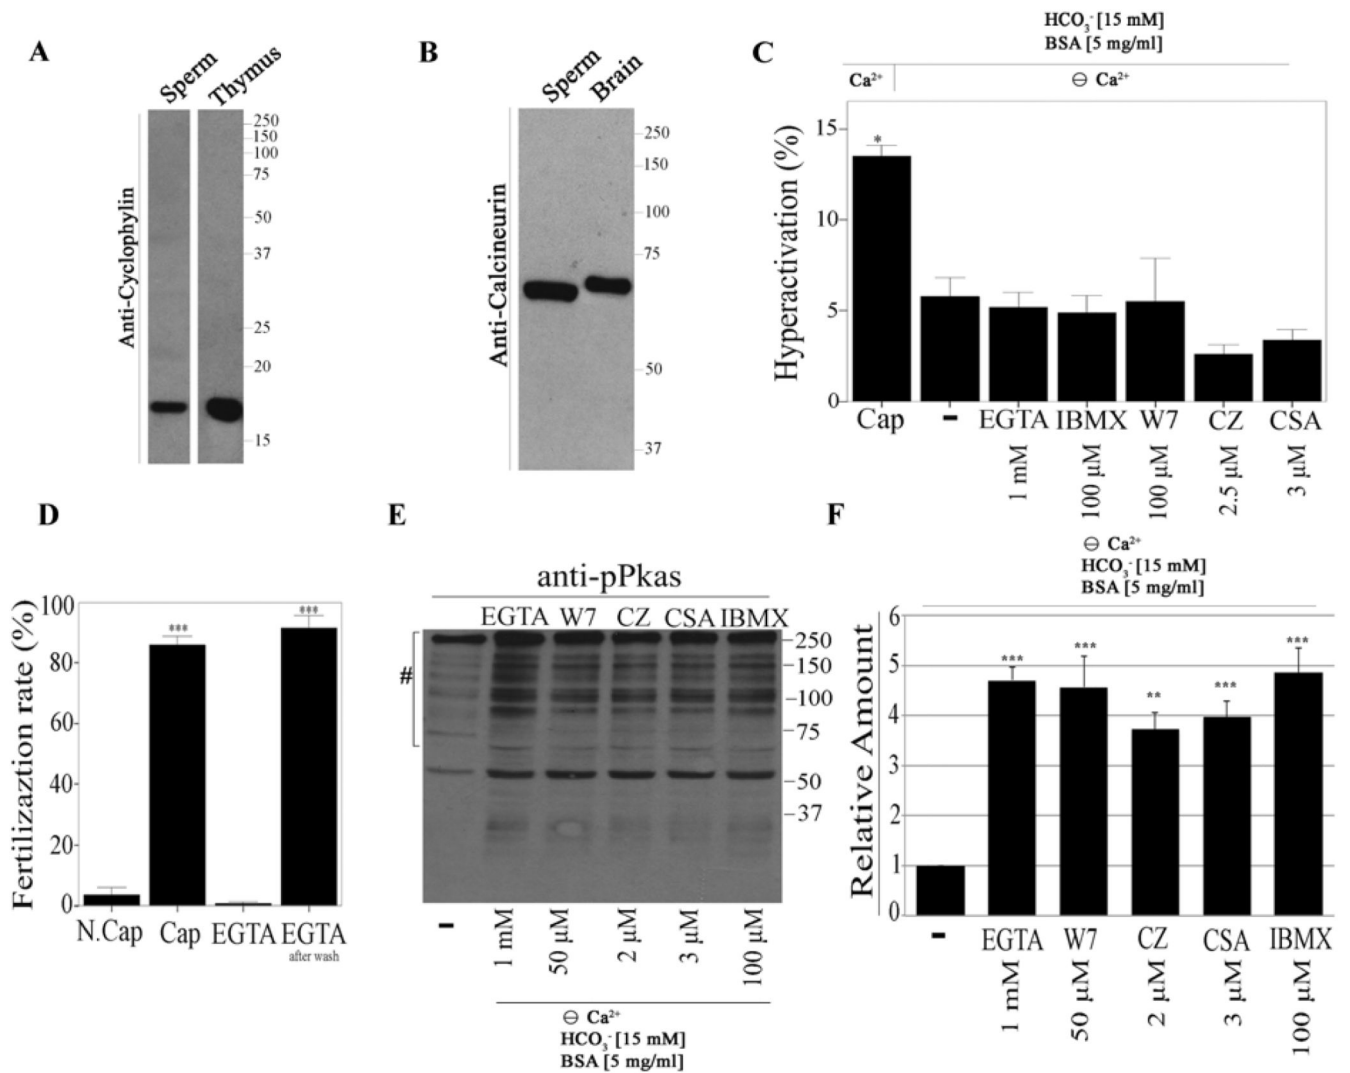 A
Sperm
Thymus
Anti-Cyclophylin
250
150
100
75
50
37
25
20
15
B
Sperm
Brain
Anti-Calcineurin
250
150
100
75
50
37
C
HCO₃⁻ [15 mM]
BSA [5 mg/ml]
Ca²⁺
⊖ Ca²⁺
Hyperactivation (%)
15
10
5
0
*
Cap
-
EGTA
IBMX
W7
CZ
CSA
1 mM
100 µM
100 µM
2.5 µM
3 µM
D
Fertilizaztion rate (%)
100
80
60
40
20
0
***
***
N.Cap
Cap
EGTA
EGTA
after wash
E
anti-pPkas
EGTA
W7
CZ
CSA
IBMX
#
250
150
100
75
50
37
-
1 mM
50 µM
2 µM
3 µM
100 µM
⊖ Ca²⁺
HCO₃⁻ [15 mM]
BSA [5 mg/ml]
F
⊖ Ca²⁺
HCO₃⁻ [15 mM]
BSA [5 mg/ml]
Relative Amount
6
5
4
3
2
1
0
***
***
**
***
***
-
EGTA
W7
CZ
CSA
IBMX
1 mM
50 µM
2 µM
3 µM
100 µM